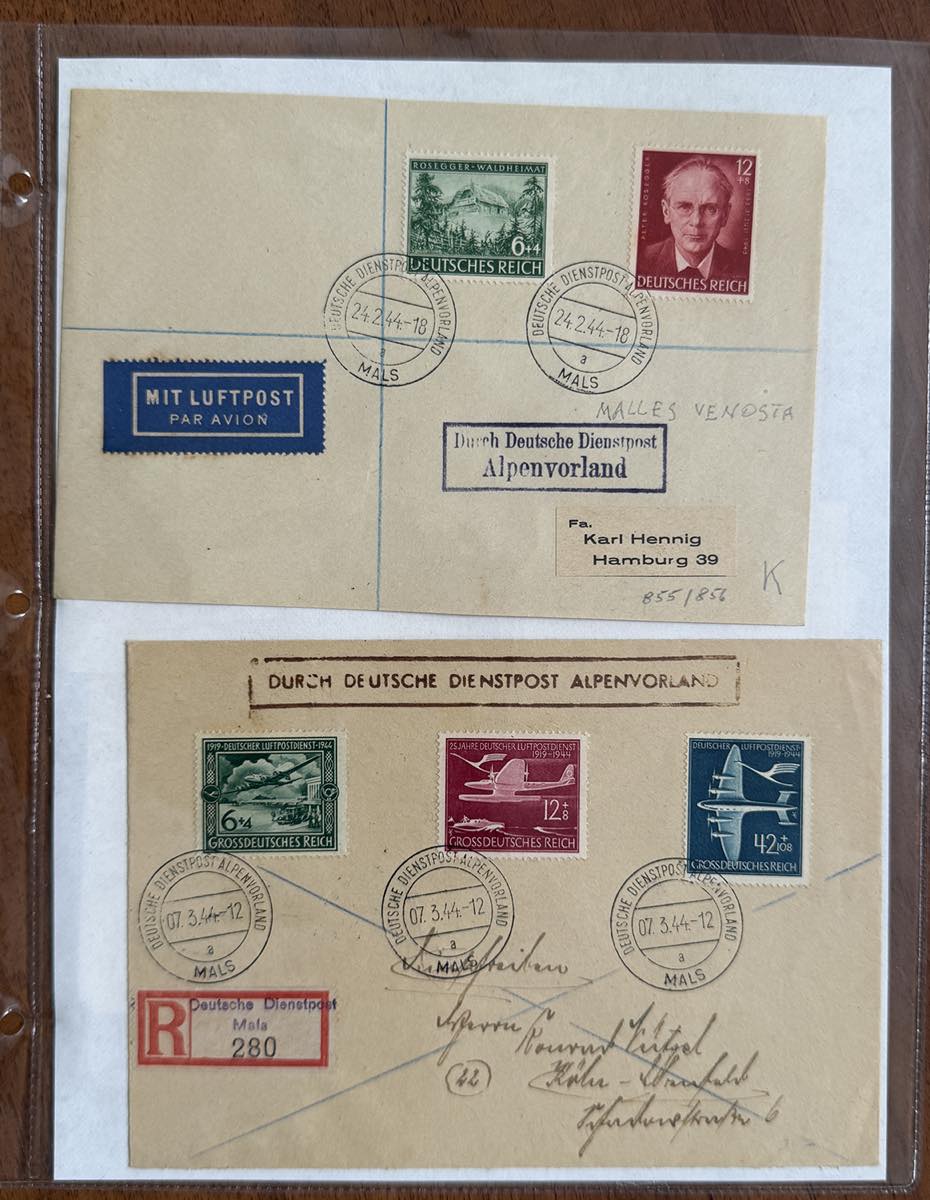 ROSEGGER-WALDHEIMAT
6+4
DEUTSCHES REICH
12
+8
PETER ROSEGGER
DEUTSCHES REICH
DEUTSCHE DIENSTPOST ALPENVORLAND
24.2.44.-18
a
MALS
DEUTSCHE DIENSTPOST ALPENVORLAND
24.2.44.-18
a
MALS
MIT LUFTPOST
PAR AVION
MALLES VENOSTA
Durch Deutsche Dienstpost
Alpenvorland
Fa.
Karl Hennig
Hamburg 39
855/856
K
DURCH DEUTSCHE DIENSTPOST ALPENVORLAND
1919-DEUTSCHER LUFTPOSTDIENST-1944
6+4
GROSSDEUTSCHES REICH
25 JAHRE DEUTSCHER LUFTPOSTDIENST
1919-1944
12+8
GROSSDEUTSCHES REICH
DEUTSCHER LUFTPOSTDIENST
1919-1944
42+108
GROSSDEUTSCHES REICH
DEUTSCHE DIENSTPOST ALPENVORLAND
07.3.44.-12
a
MALS
DEUTSCHE DIENSTPOST ALPENVORLAND
07.3.44.-12
a
MALS
DEUTSCHE DIENSTPOST ALPENVORLAND
07.3.44.-12
a
MALS
Einschreiben
R
Deutsche Dienstpost
Mals
280
Herrn
Konrad
(22) Köln-Ehrenfeld
6